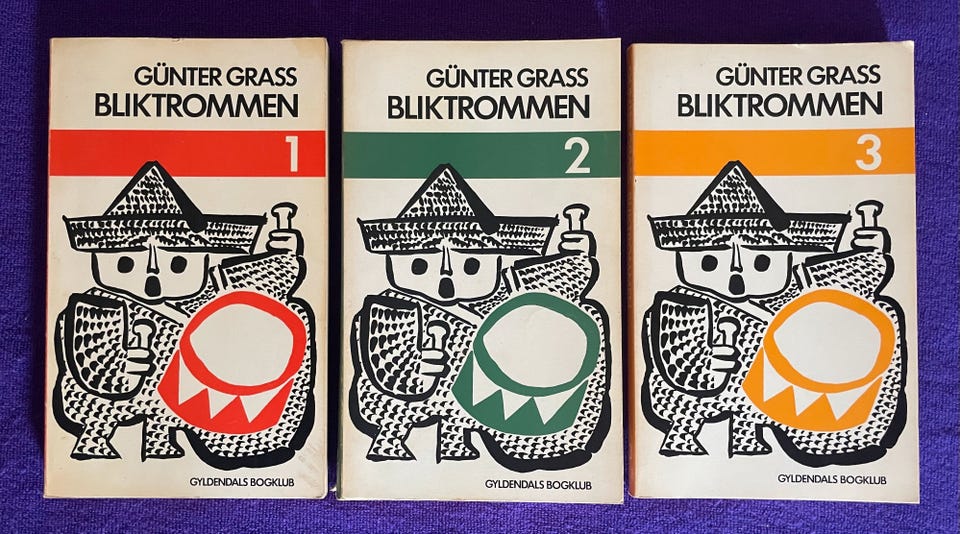 GÜNTER GRASS
BLIKTROMMEN
1
GYLDENDALS BOGKLUB
GÜNTER GRASS
BLIKTROMMEN
2
GYLDENDALS BOGKLUB
GÜNTER GRASS
BLIKTROMMEN
3
GYLDENDALS BOGKLUB